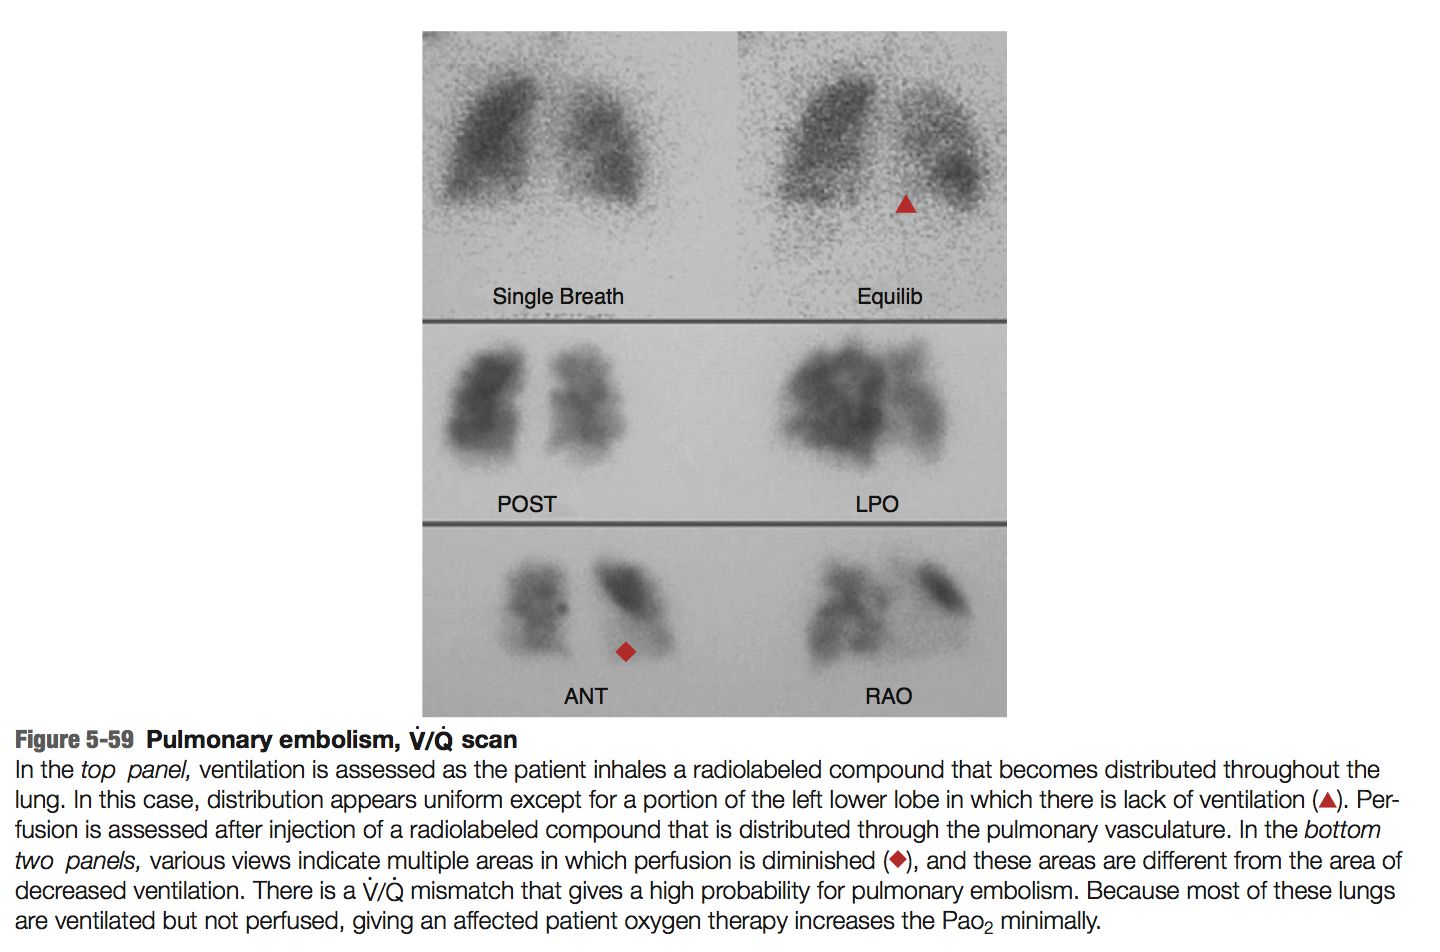 Single Breath
Equilib
POST
LPO
ANT
RAO
Figure 5-59 Pulmonary embolism, V̇/Q̇ scan
In the top panel, ventilation is assessed as the patient inhales a radiolabeled compound that becomes distributed throughout the
lung. In this case, distribution appears uniform except for a portion of the left lower lobe in which there is lack of ventilation (▲). Per-
fusion is assessed after injection of a radiolabeled compound that is distributed through the pulmonary vasculature. In the bottom
two panels, various views indicate multiple areas in which perfusion is diminished (◆), and these areas are different from the area of
decreased ventilation. There is a V̇/Q̇ mismatch that gives a high probability for pulmonary embolism. Because most of these lungs
are ventilated but not perfused, giving an affected patient oxygen therapy increases the Pao₂ minimally.